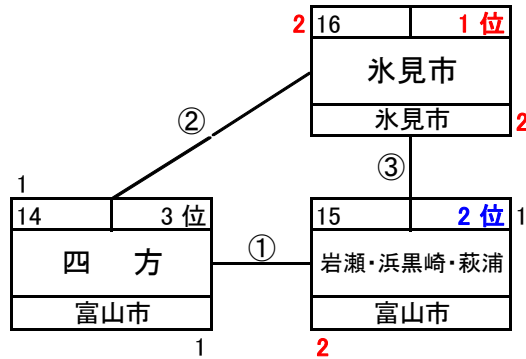 2 16 1 位
氷見市
氷見市 2
②
③
1
14 3 位
四 方
富山市
1
①
15 2 位 1
岩瀬・浜黒崎・萩浦
富山市
2